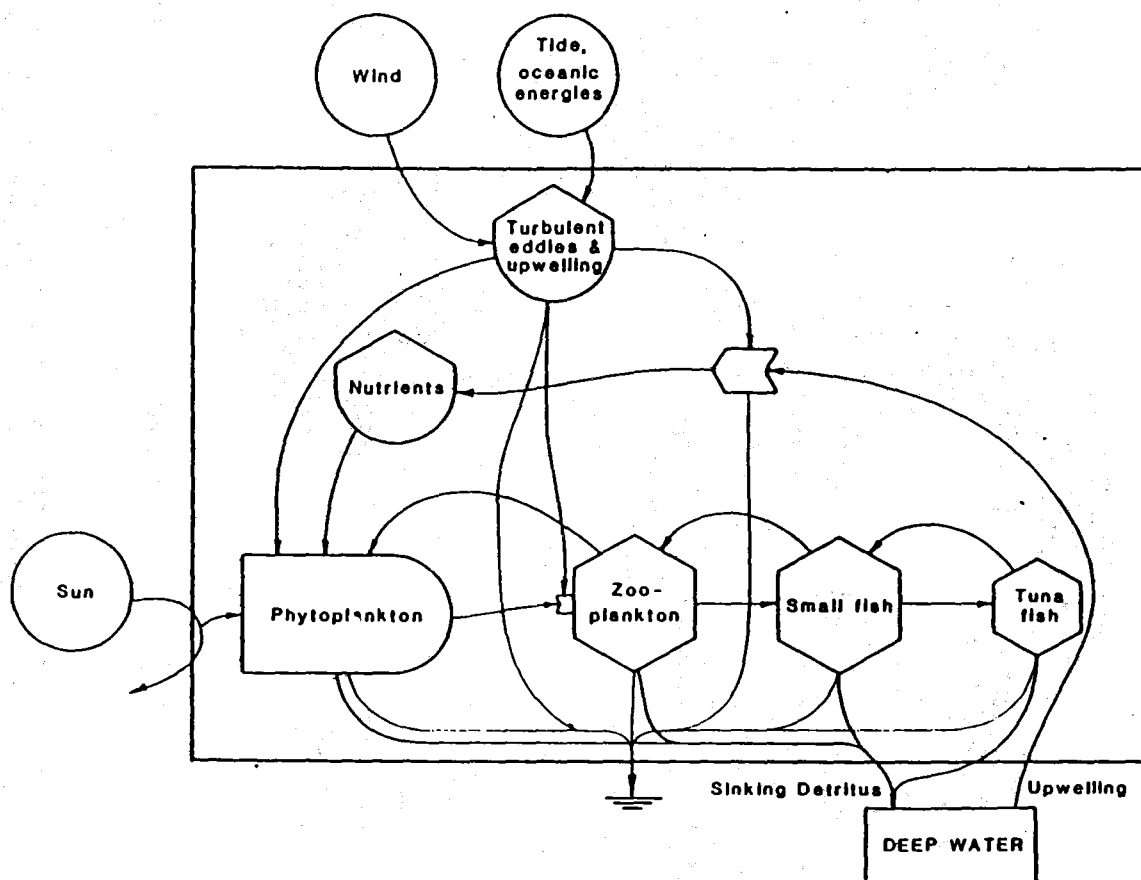 Wind
Tide,
oceanic
energies
Turbulent
eddies &
upwelling
Nutrients
Sun
Phytoplankton
Zoo-
plankton
Small fish
Tuna
fish
Sinking Detritus
Upwelling
DEEP WATER